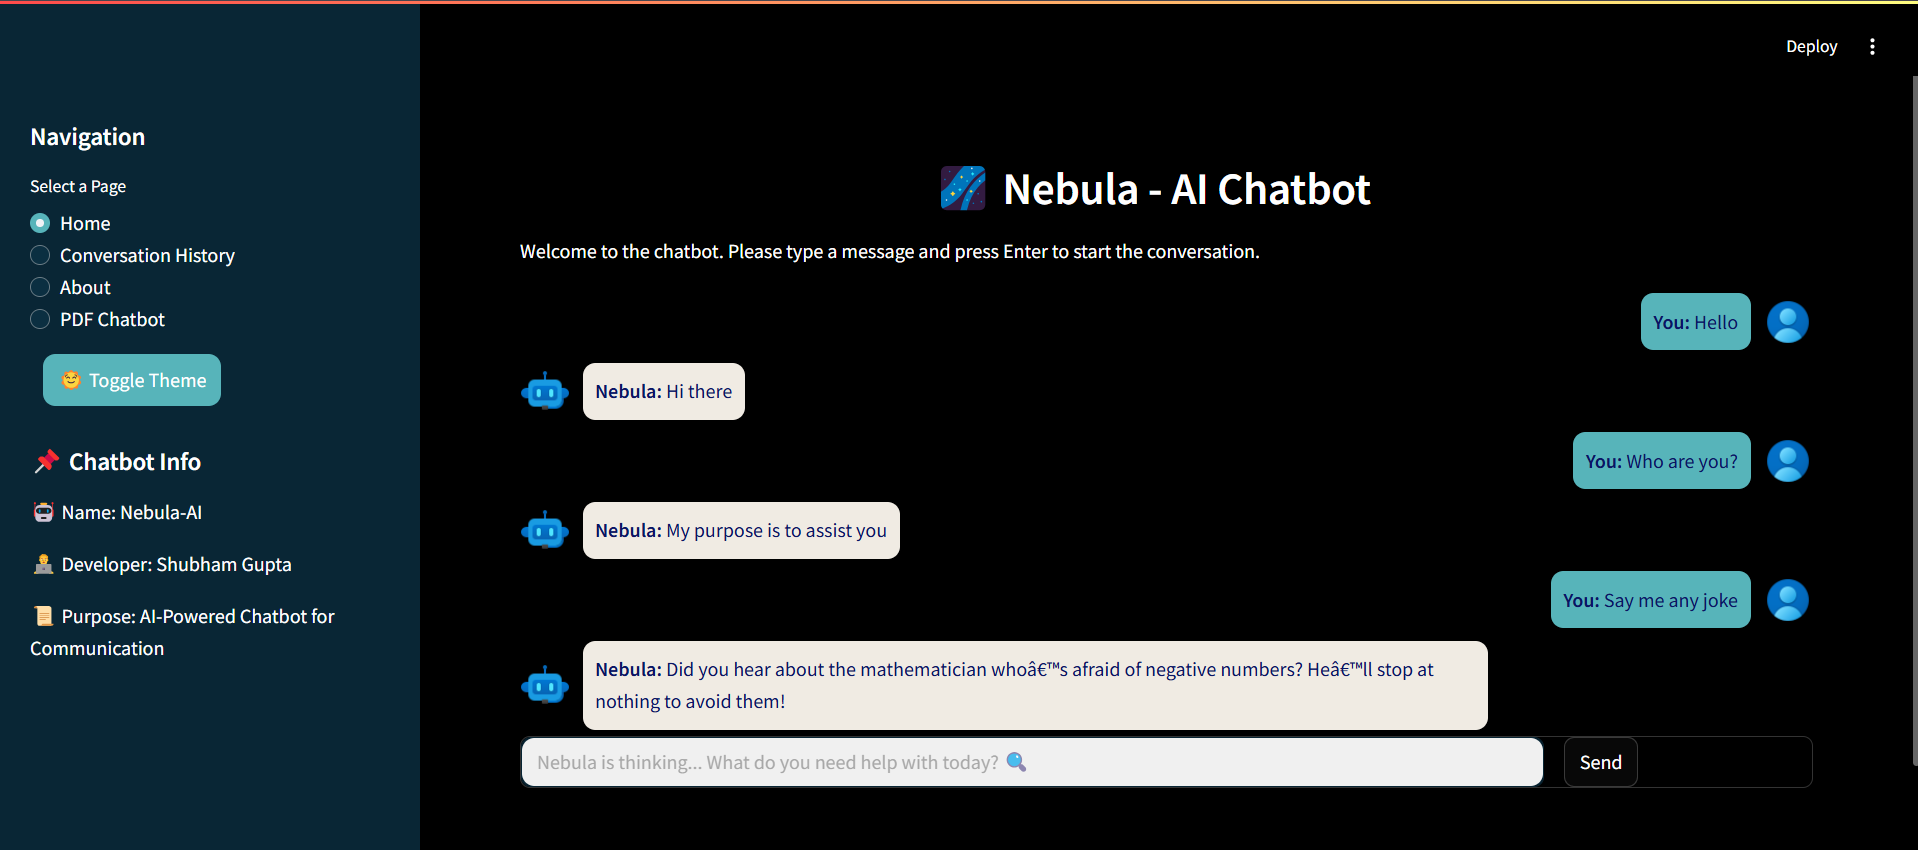 Deploy
Navigation
Select a Page
Home
Conversation History
About
PDF Chatbot
Toggle Theme
Chatbot Info
Name: Nebula-AI
Developer: Shubham Gupta
Purpose: AI-Powered Chatbot for
Communication
Nebula - AI Chatbot
Welcome to the chatbot. Please type a message and press Enter to start the conversation.
You: Hello
Nebula: Hi there
You: Who are you?
Nebula: My purpose is to assist you
You: Say me any joke
Nebula: Did you hear about the mathematician whoâ€™s afraid of negative numbers? Heâ€™ll stop at
nothing to avoid them!
Nebula is thinking... What do you need help with today?
Send